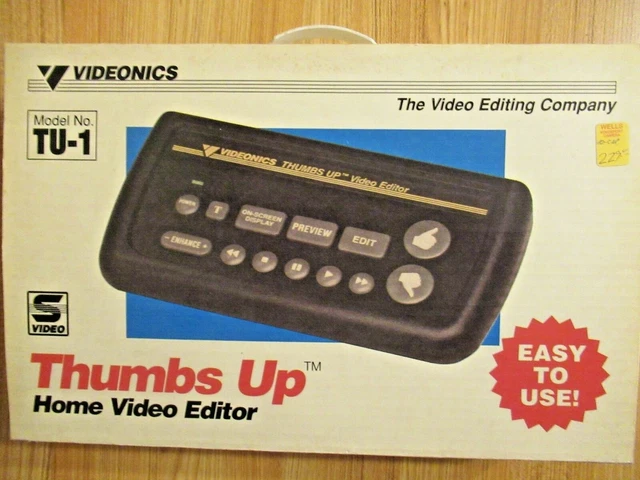 VIDEONICS
The Video Editing Company
Model No.
TU-1
VIDEONICS THUMBS UP™ Video Editor
POWER
T
ON-SCREEN
DISPLAY
PREVIEW
EDIT
- ENHANCE +
S
VIDEO
Thumbs Up™
Home Video Editor
EASY
TO
USE!